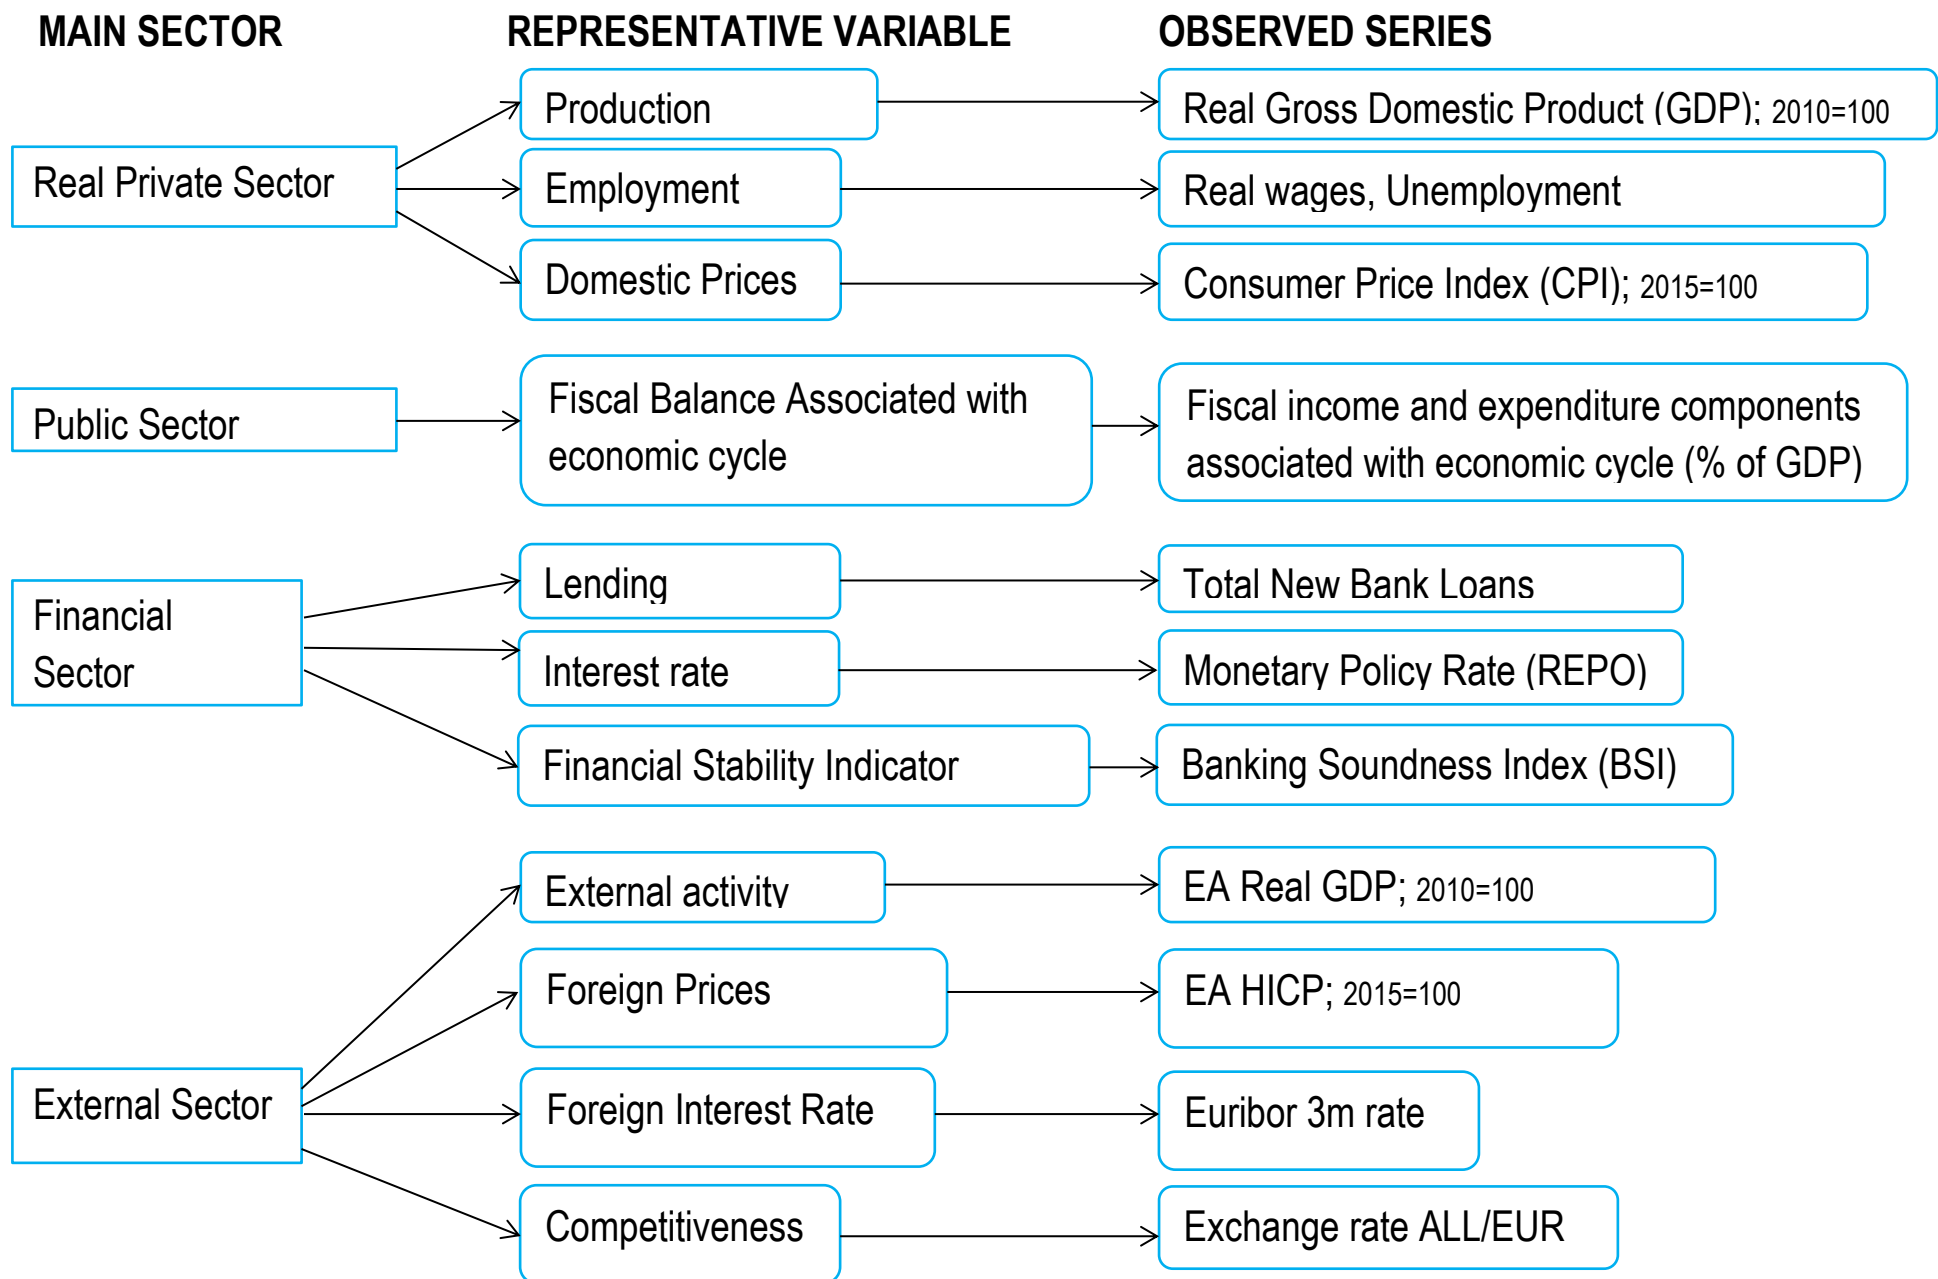 MAIN SECTOR REPRESENTATIVE VARIABLE OBSERVED SERIES
Production Real Gross Domestic Product (GDP); 2010=100
Real Private Sector Employment Real wages, Unemployment
Domestic Prices Consumer Price Index (CPI); 2015=100
Public Sector
Fiscal Balance Associated with
economic cycle
Fiscal income and expenditure components
associated with economic cycle (% of GDP)
Financial
Sector
Lending Total New Bank Loans
Interest rate Monetary Policy Rate (REPO)
Financial Stability Indicator Banking Soundness Index (BSI)
External activity EA Real GDP; 2010=100
Foreign Prices EA HICP; 2015=100
External Sector Foreign Interest Rate Euribor 3m rate
Competitiveness Exchange rate ALL/EUR